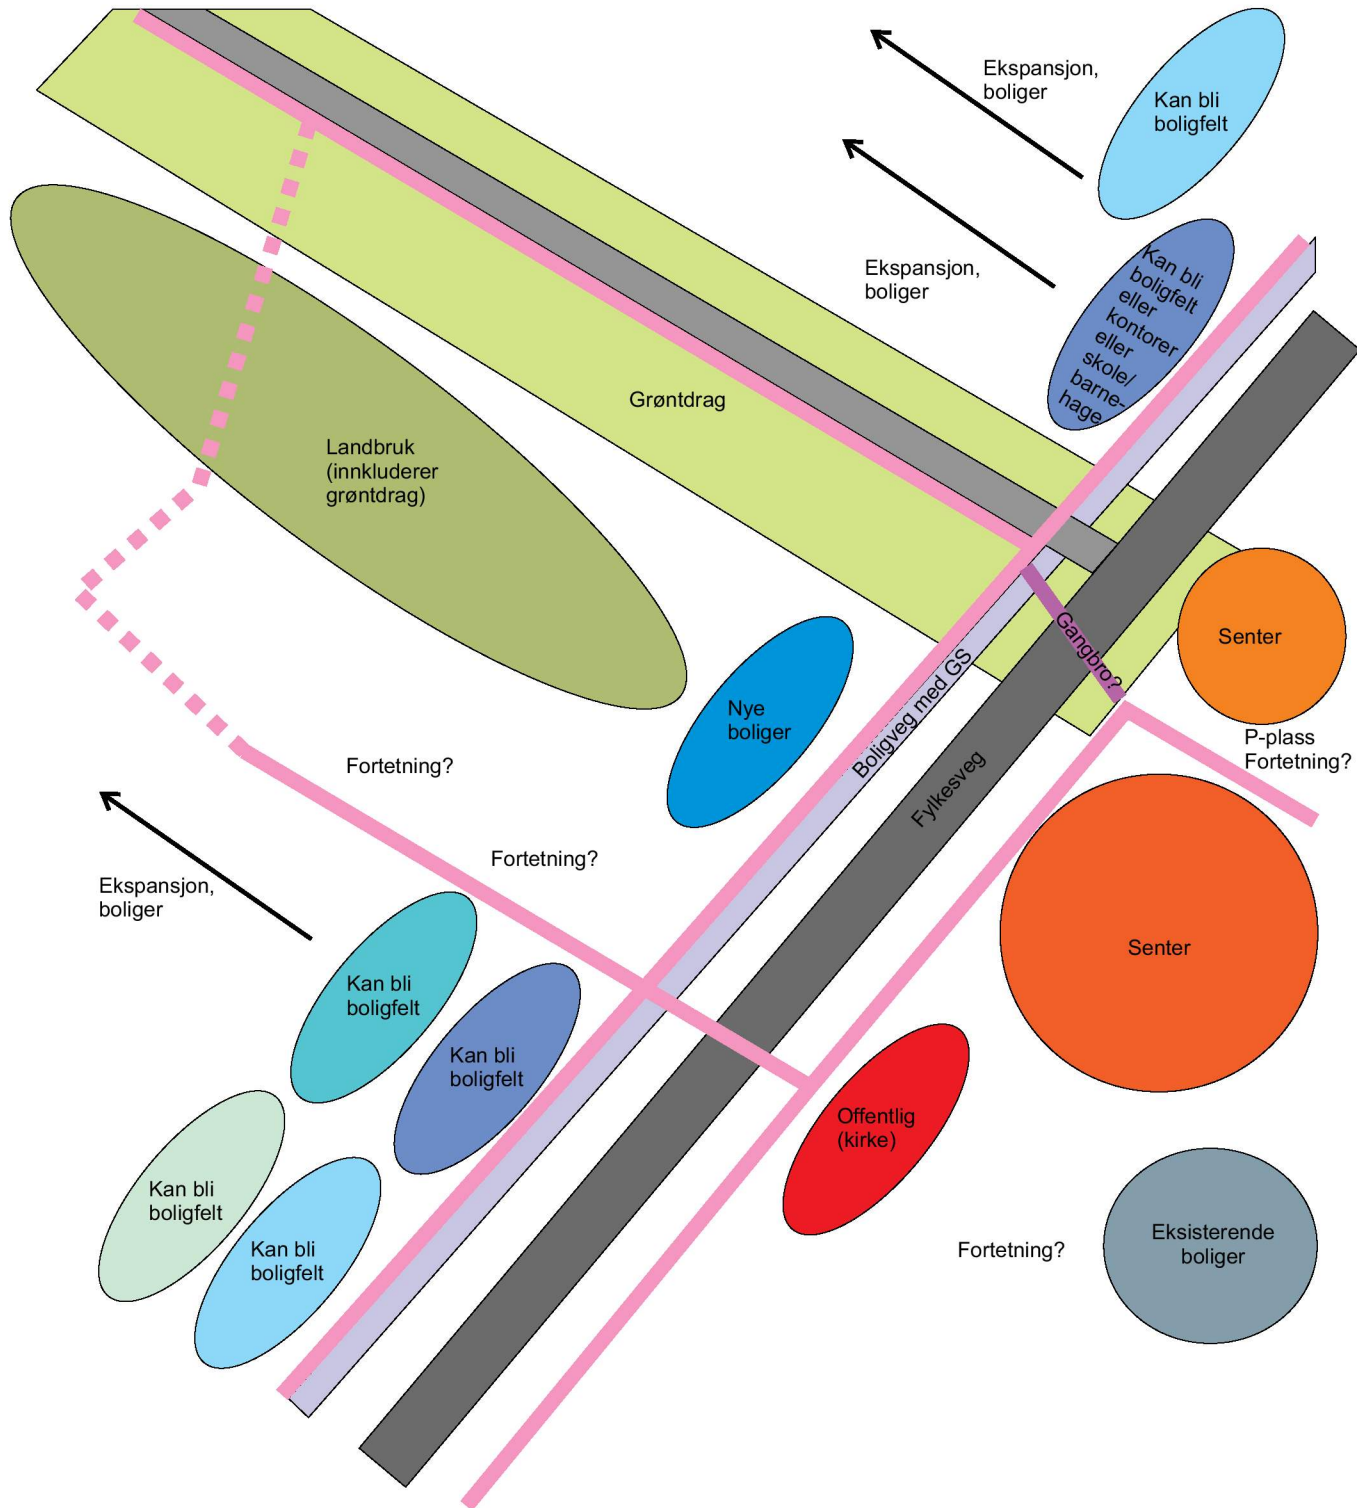 Ekspansjon,
boliger
Kan bli
boligfelt
Ekspansjon,
boliger
Kan bli
boligfelt
eller
kontorer
eller
skole/
barne-
hage
Grøntdrag
Landbruk
(innkluderer
grøntdrag)
Gangbro?
Senter
Nye
boliger
Boligveg med GS
Fylkesveg
P-plass
Fortetning?
Fortetning?
Fortetning?
Ekspansjon,
boliger
Senter
Kan bli
boligfelt
Kan bli
boligfelt
Offentlig
(kirke)
Kan bli
boligfelt
Kan bli
boligfelt
Fortetning?
Eksisterende
boliger